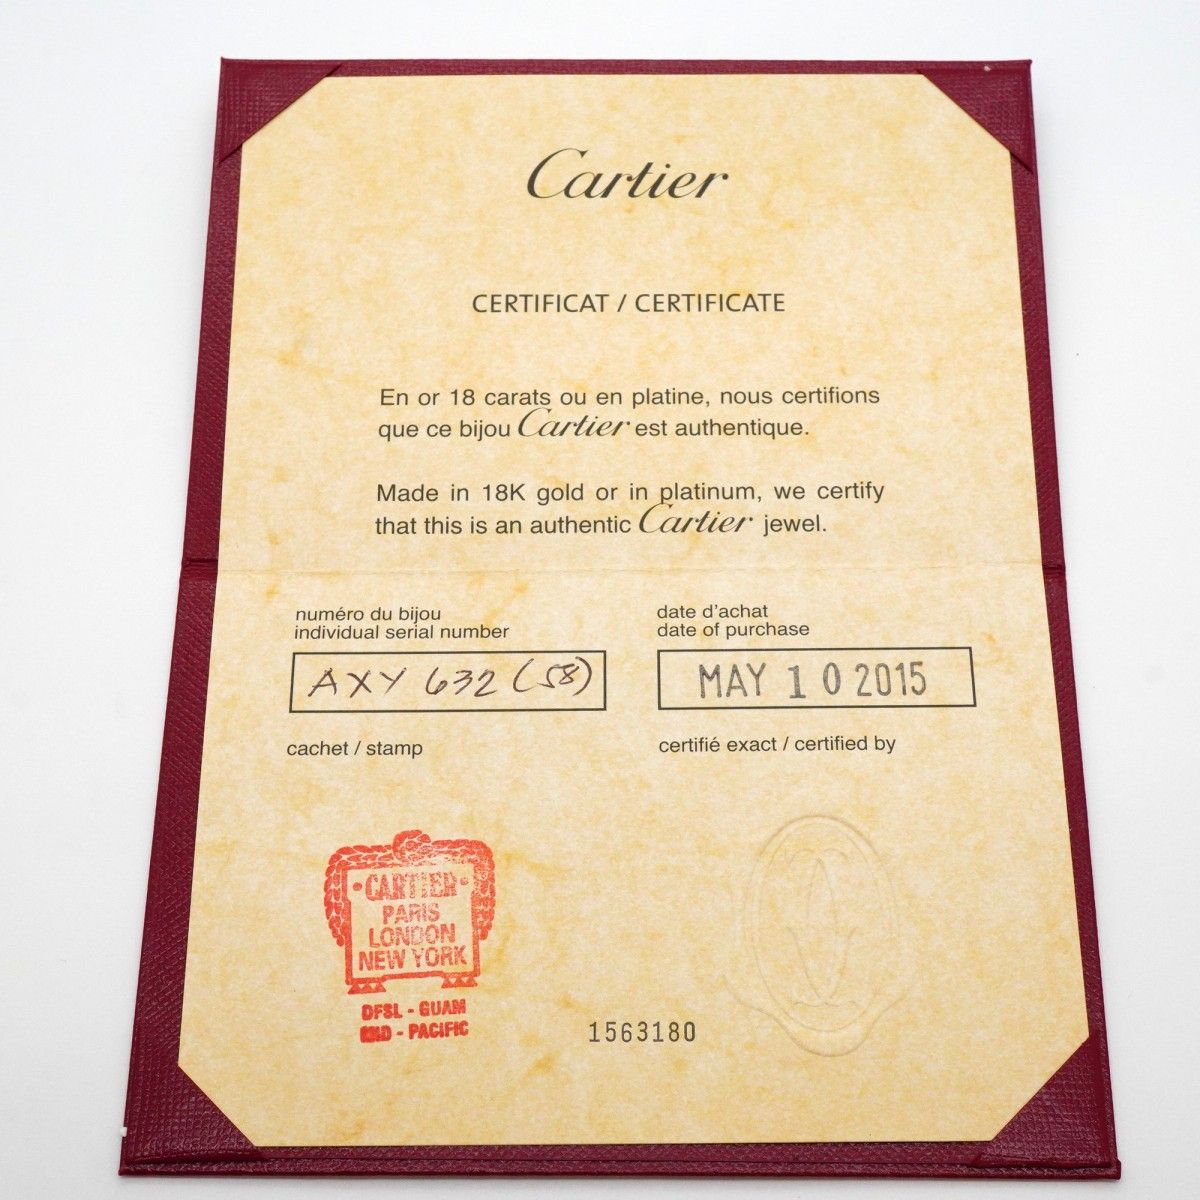 Cartier
CERTIFICAT / CERTIFICATE
En or 18 carats ou en platine, nous certifions
que ce bijou Cartier est authentique.
Made in 18K gold or in platinum, we certify
that this is an authentic Cartier jewel.
numéro du bijou
individual serial number
AXY 632 (58)
date d'achat
date of purchase
MAY 10 2015
cachet / stamp
certifié exact / certified by
·CARTIER·
PARIS
LONDON
NEW YORK
DFSL - GUAM
- PACIFIC
1563180